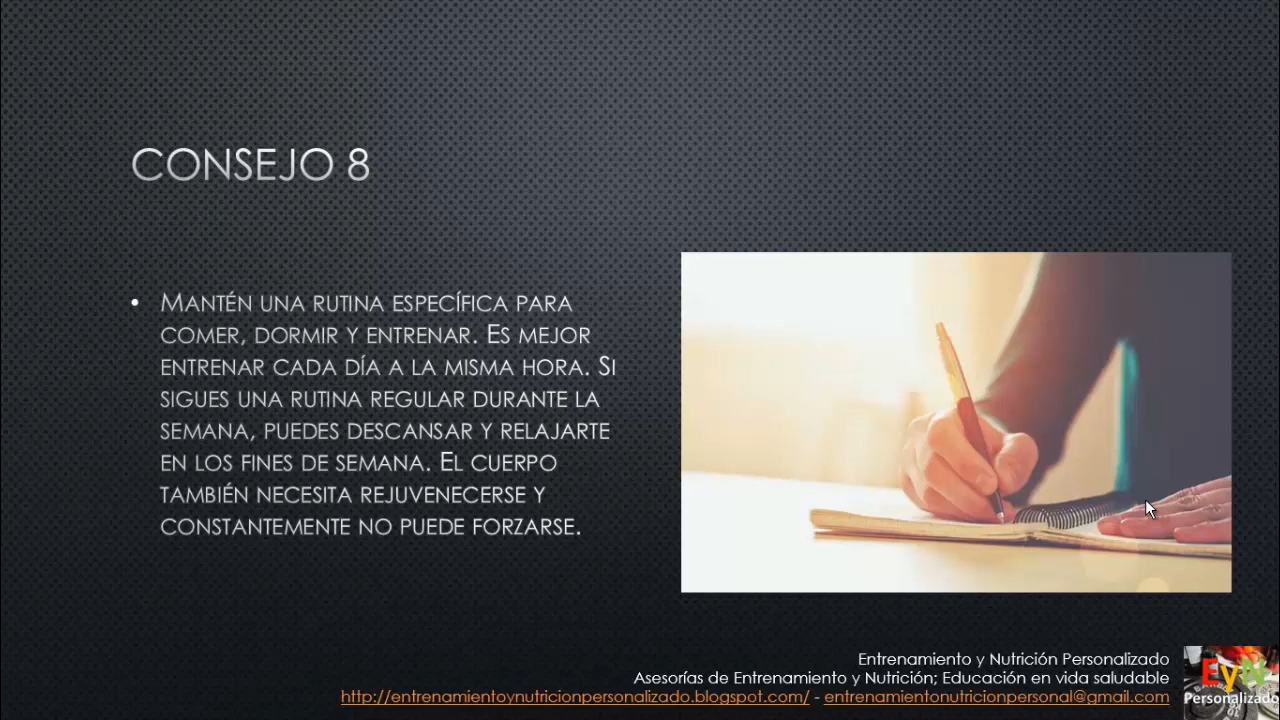 CONSEJO 8
• MANTÉN UNA RUTINA ESPECÍFICA PARA
COMER, DORMIR Y ENTRENAR. ES MEJOR
ENTRENAR CADA DÍA A LA MISMA HORA. SI
SIGUES UNA RUTINA REGULAR DURANTE LA
SEMANA, PUEDES DESCANSAR Y RELAJARTE
EN LOS FINES DE SEMANA. EL CUERPO
TAMBIÉN NECESITA REJUVENECERSE Y
CONSTANTEMENTE NO PUEDE FORZARSE.
Entrenamiento y Nutrición Personalizado
Asesorías de Entrenamiento y Nutrición; Educación en vida saludable
http://entrenamientoynutricionpersonalizado.blogspot.com/ - entrenamientonutricionpersonal@gmail.com
EyN
Personalizado